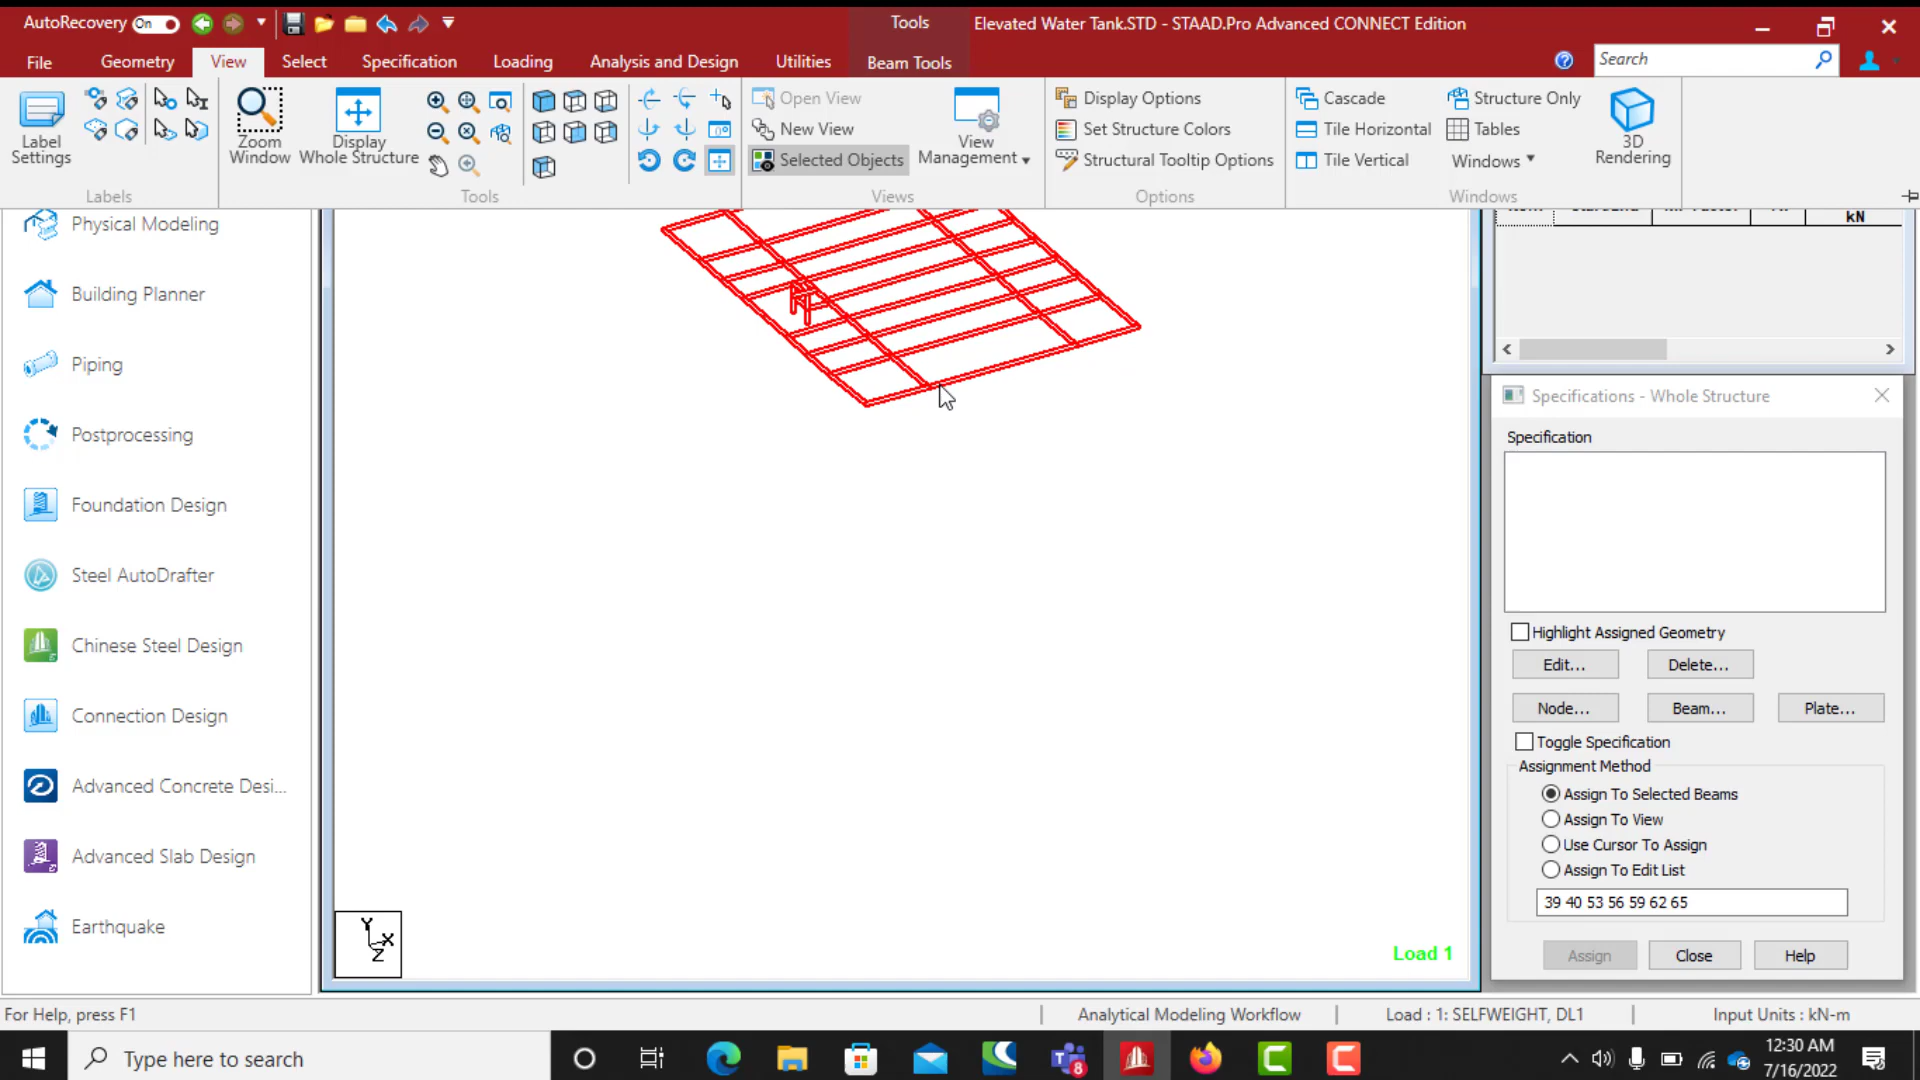 AutoRecovery On
Tools
Elevated Water Tank.STD - STAAD.Pro Advanced CONNECT Edition
File
Geometry
View
Select
Specification
Loading
Analysis and Design
Utilities
Beam Tools
Search
Label Settings
Labels
Zoom Window
Display Whole Structure
Tools
Open View
New View
Selected Objects
View Management
Views
Display Options
Set Structure Colors
Structural Tooltip Options
Options
Cascade
Tile Horizontal
Tile Vertical
Structure Only
Tables
Windows
Windows
3D Rendering
Physical Modeling
Building Planner
Piping
Postprocessing
Foundation Design
Steel AutoDrafter
Chinese Steel Design
Connection Design
Advanced Concrete Desi...
Advanced Slab Design
Earthquake
Y
X
Z
Load 1
kN
Specifications - Whole Structure
Specification
Highlight Assigned Geometry
Edit...
Delete...
Node...
Beam...
Plate...
Toggle Specification
Assignment Method
Assign To Selected Beams
Assign To View
Use Cursor To Assign
Assign To Edit List
39 40 53 56 59 62 65
Assign
Close
Help
For Help, press F1
Analytical Modeling Workflow
Load : 1: SELFWEIGHT, DL1
Input Units : kN-m
Type here to search
8
12:30 AM
7/16/2022